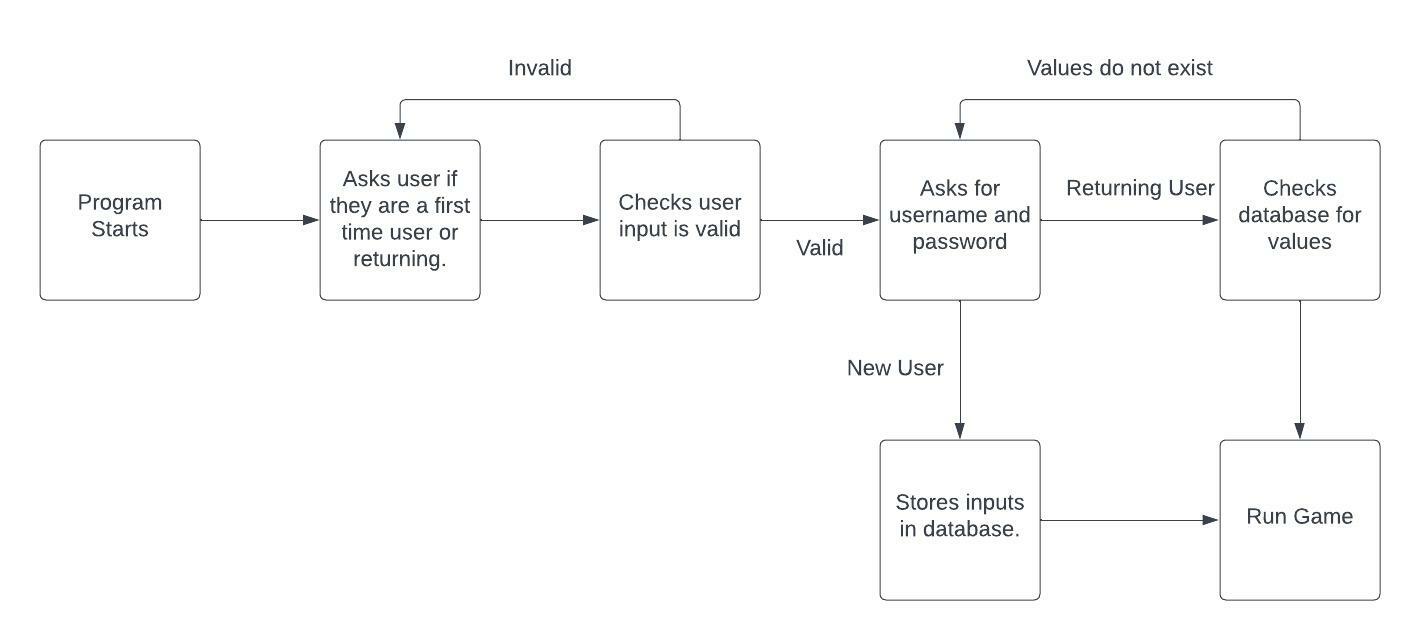 Invalid
Values do not exist
Program
Starts
Asks user if
they are a first
time user or
returning.
Checks user
input is valid
Valid
Asks for
username and
password
Returning User
Checks
database for
values
New User
Stores inputs
in database.
Run Game